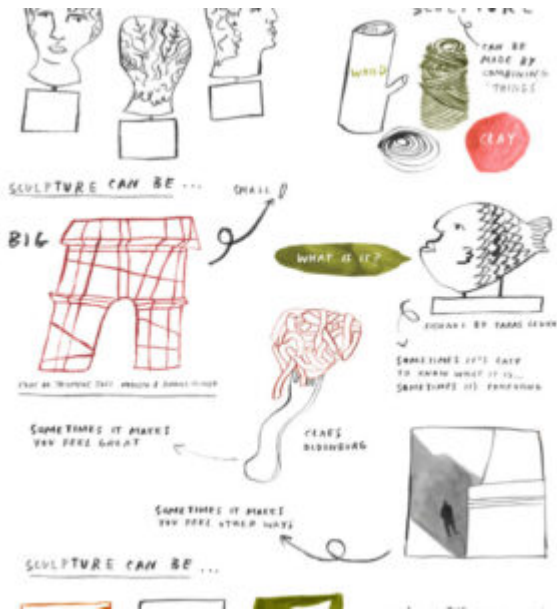 SCULPTURE
CAN BE
MADE BY
COMBINING
THINGS
WOOD
CLAY
SCULPTURE CAN BE ...
SMALL
BIG
WHAT IS IT?
SOMETIMES IT'S EASY
TO KNOW WHAT IT IS...
SOMETIMES
SOMETIMES IT MAKES
YOU FEEL GREAT
CLAES
OLDENBURG
SOMETIMES IT MAKES
YOU FEEL OTHER WAYS
SCULPTURE CAN BE ...